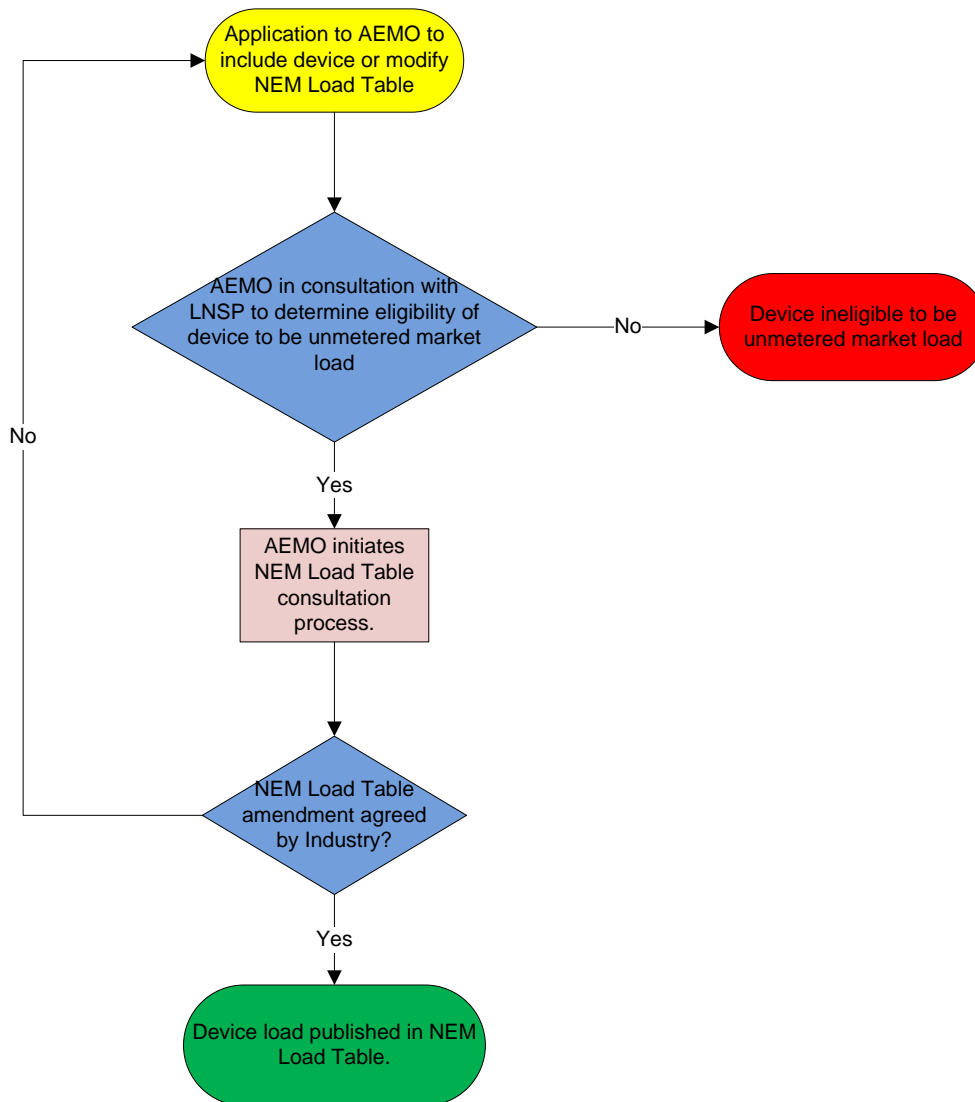 Application to AEMO to
include device or modify
NEM Load Table
AEMO in consultation with
LNSP to determine eligibility of
device to be unmetered market
load
No
Device ineligible to be
unmetered market load
No
Yes
AEMO initiates
NEM Load Table
consultation
process.
NEM Load Table
amendment agreed
by Industry?
Yes
Device load published in NEM
Load Table.